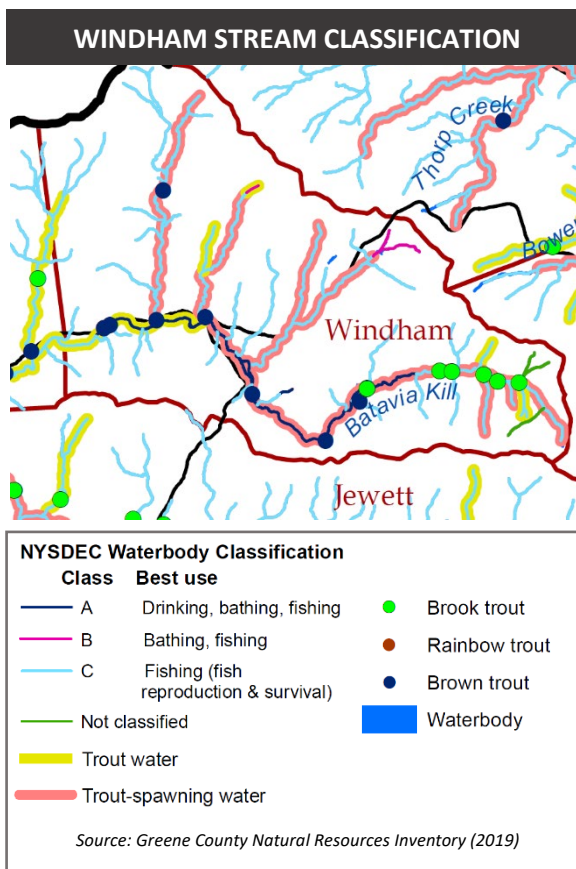 WINDHAM STREAM CLASSIFICATION
Thorp Creek
Windham
Batavia Kill
Jewett
NYSDEC Waterbody Classification
Class Best use
A Drinking, bathing, fishing
B Bathing, fishing
C Fishing (fish
reproduction & survival)
Not classified
Trout water
Trout-spawning water
Brook trout
Rainbow trout
Brown trout
Waterbody
Source: Greene County Natural Resources Inventory (2019)